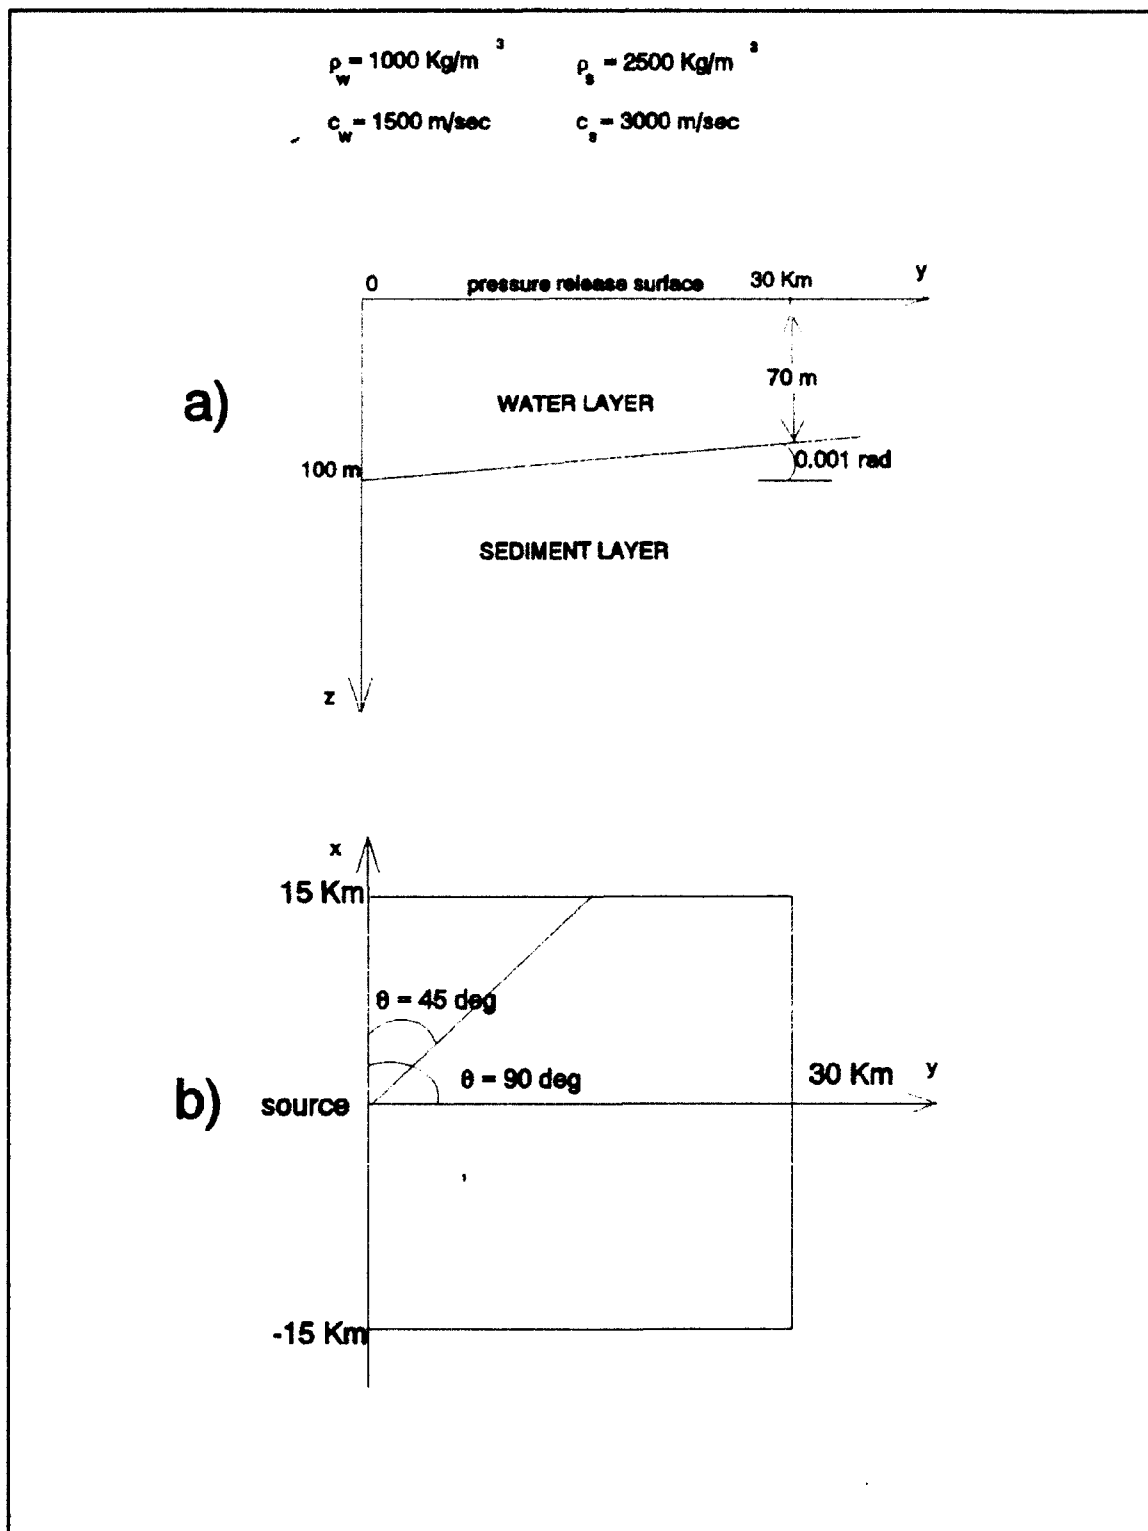 ρw = 1000 Kg/m ³ ρs = 2500 Kg/m ³
cw = 1500 m/sec cs = 3000 m/sec
0 pressure release surface 30 Km y
70 m
a)
WATER LAYER
100 m 0.001 rad
SEDIMENT LAYER
z
x
15 Km
θ = 45 deg
θ = 90 deg 30 Km y
b) source
-15 Km